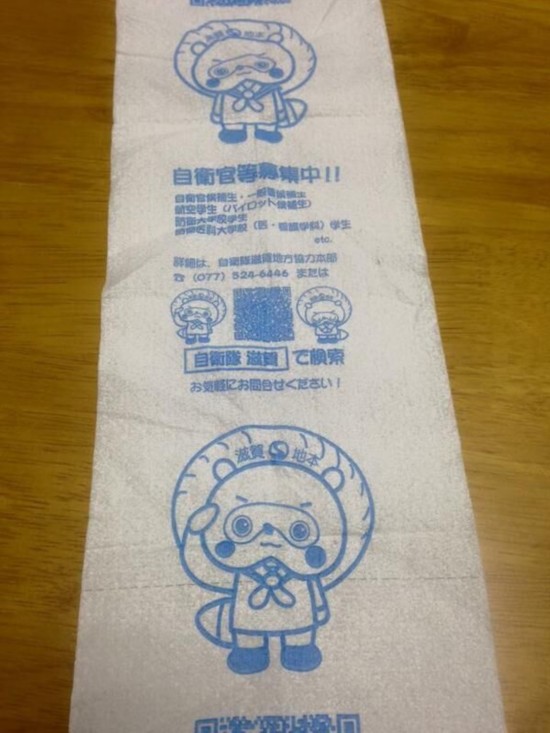 滋賀 地本
自衛官等募集中!!
自衛官候補生・一般曹候補生
航空学生（パイロット候補生）
防衛大学校学生
防衛医科大学校（医・看護学科）学生
etc.
詳細は、自衛隊滋賀地方協力本部
☎（077）524-6446 または
自衛隊 滋賀 で検索
お気軽にお問合せください！
滋賀 地本